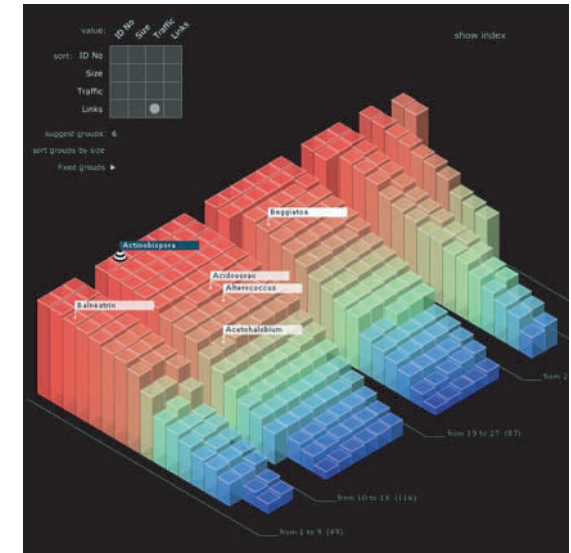 value: ID No Size Traffic Links
show index
sort: ID No
Size
Traffic
Links
suggest groups: 6
sort groups by size
fixed groups
Beggiatoa
Actinobispora
Acidovorax
Alterococcus
Balneatrix
Acetohalobium
from 2
from 19 to 27 (87)
from 10 to 18 (116)
from 1 to 9 (49)